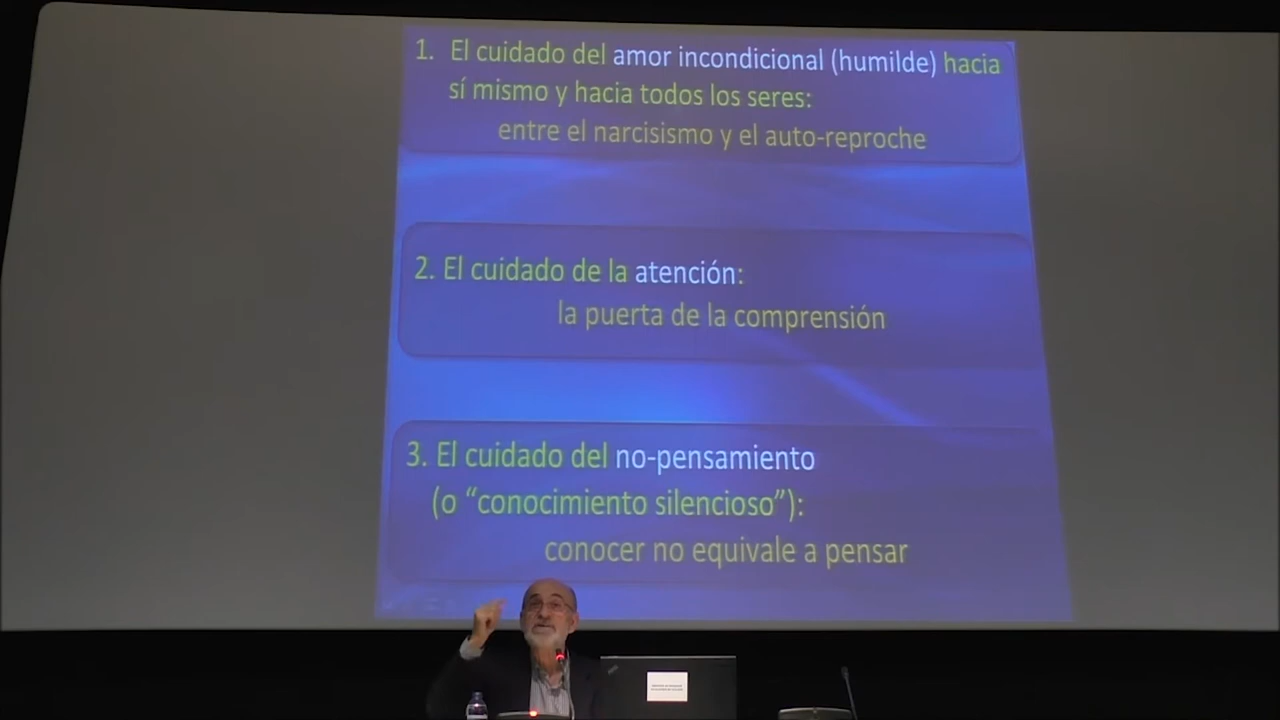 1. El cuidado del amor incondicional (humilde) hacia
sí mismo y hacia todos los seres:
entre el narcisismo y el auto-reproche
2. El cuidado de la atención:
la puerta de la comprensión
3. El cuidado del no-pensamiento
(o “conocimiento silencioso”):
conocer no equivale a pensar